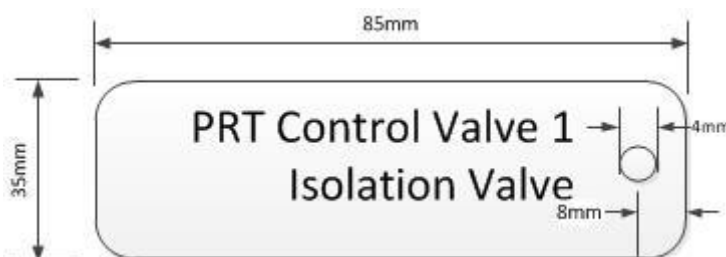 85mm
35mm
PRT Control Valve 1
4mm
Isolation Valve
8mm